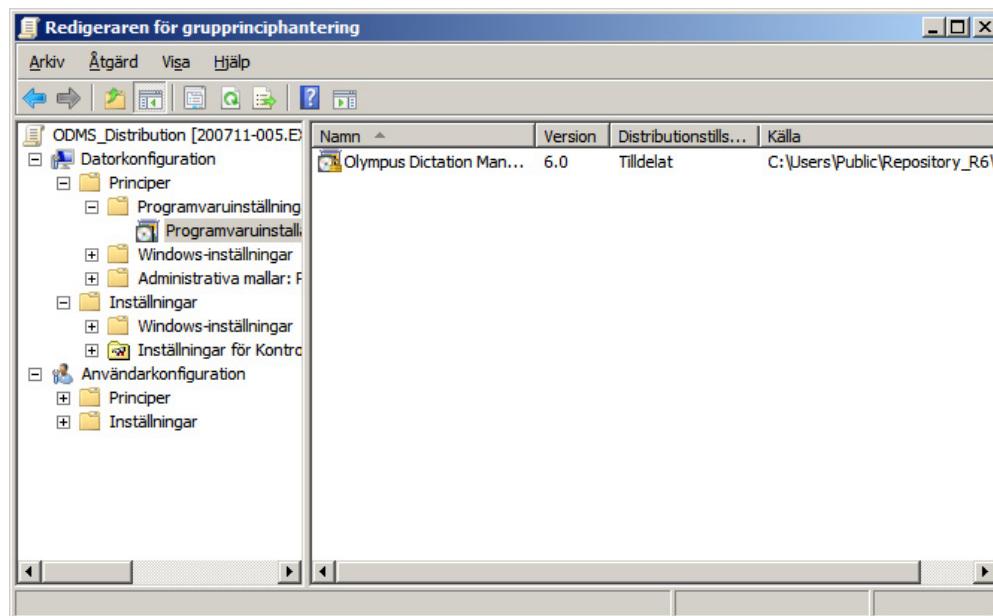 Redigeraren för grupprinciphantering
Arkiv Åtgärd Visa Hjälp
ODMS_Distribution [200711-005.E
Datorkonfiguration
Principer
Programvaruinställning
Programvaruinstall
Windows-inställningar
Administrativa mallar: F
Inställningar
Windows-inställningar
Inställningar för Kontro
Användarkonfiguration
Principer
Inställningar
Namn Version Distributionstills... Källa
Olympus Dictation Man... 6.0 Tilldelat C:\Users\Public\Repository_R6\